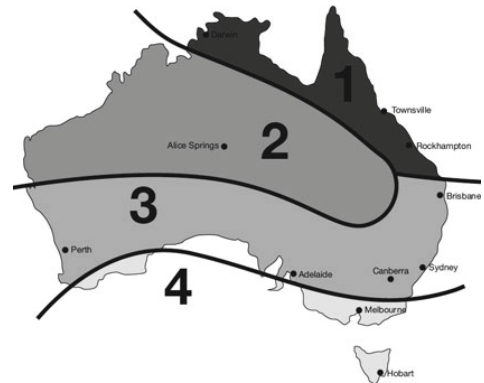 Darwin
1
Townsville
Alice Springs
2
Rockhampton
3
Brisbane
Perth
4
Adelaide
Canberra
Sydney
Melbourne
Hobart